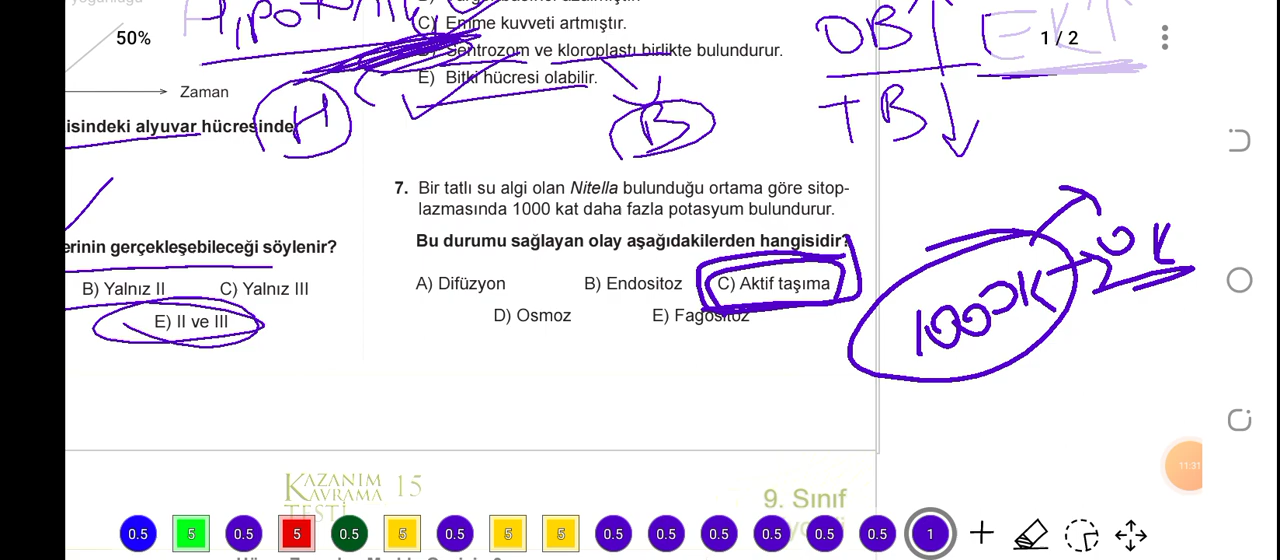 50%
Zaman
isindeki alyuvar hücresinde
H
erinin gerçekleşebileceği söylenir?
B) Yalnız II C) Yalnız III
E) II ve III
C) Emme kuvveti artmıştır.
Sentrozom ve kloroplastı birlikte bulundurur.
E) Bitki hücresi olabilir.
B
OB
TB
1 / 2
7. Bir tatlı su algi olan Nitella bulunduğu ortama göre sitop-
lazmasında 1000 kat daha fazla potasyum bulundurur.
Bu durumu sağlayan olay aşağıdakilerden hangisidir?
A) Difüzyon B) Endositoz C) Aktif taşıma
D) Osmoz E) Fagositoz
1000K
11:31
KAZANIM
KAVRAMA 15
TESTİ
9. Sınıf
0.5 5 0.5 5 0.5 5 0.5 5 5 0.5 0.5 0.5 0.5 0.5 0.5 1